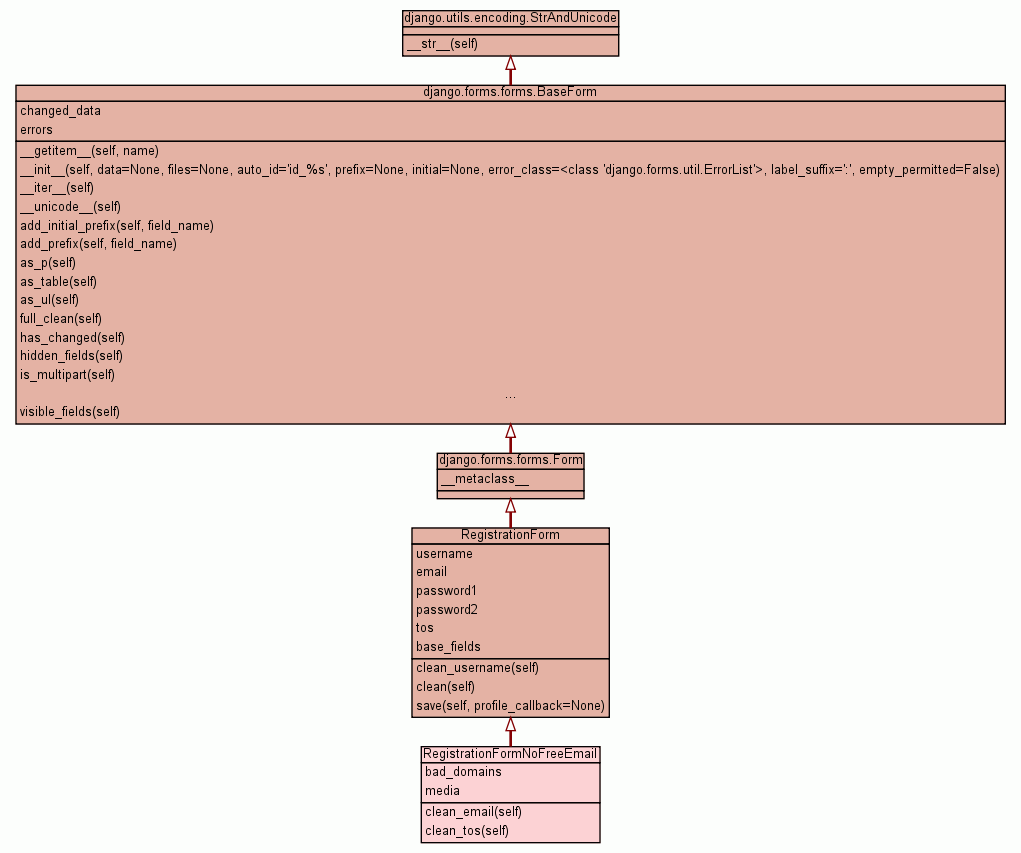 django.utils.encoding.StrAndUnicode
__str__(self)
django.forms.forms.BaseForm
changed_data
errors
__getitem__(self, name)
__init__(self, data=None, files=None, auto_id='id_%s', prefix=None, initial=None, error_class=<class 'django.forms.util.ErrorList'>, label_suffix=':', empty_permitted=False)
__iter__(self)
__unicode__(self)
add_initial_prefix(self, field_name)
add_prefix(self, field_name)
as_p(self)
as_table(self)
as_ul(self)
full_clean(self)
has_changed(self)
hidden_fields(self)
is_multipart(self)
...
visible_fields(self)
django.forms.forms.Form
__metaclass__
RegistrationForm
username
email
password1
password2
tos
base_fields
clean_username(self)
clean(self)
save(self, profile_callback=None)
RegistrationFormNoFreeEmail
bad_domains
media
clean_email(self)
clean_tos(self)